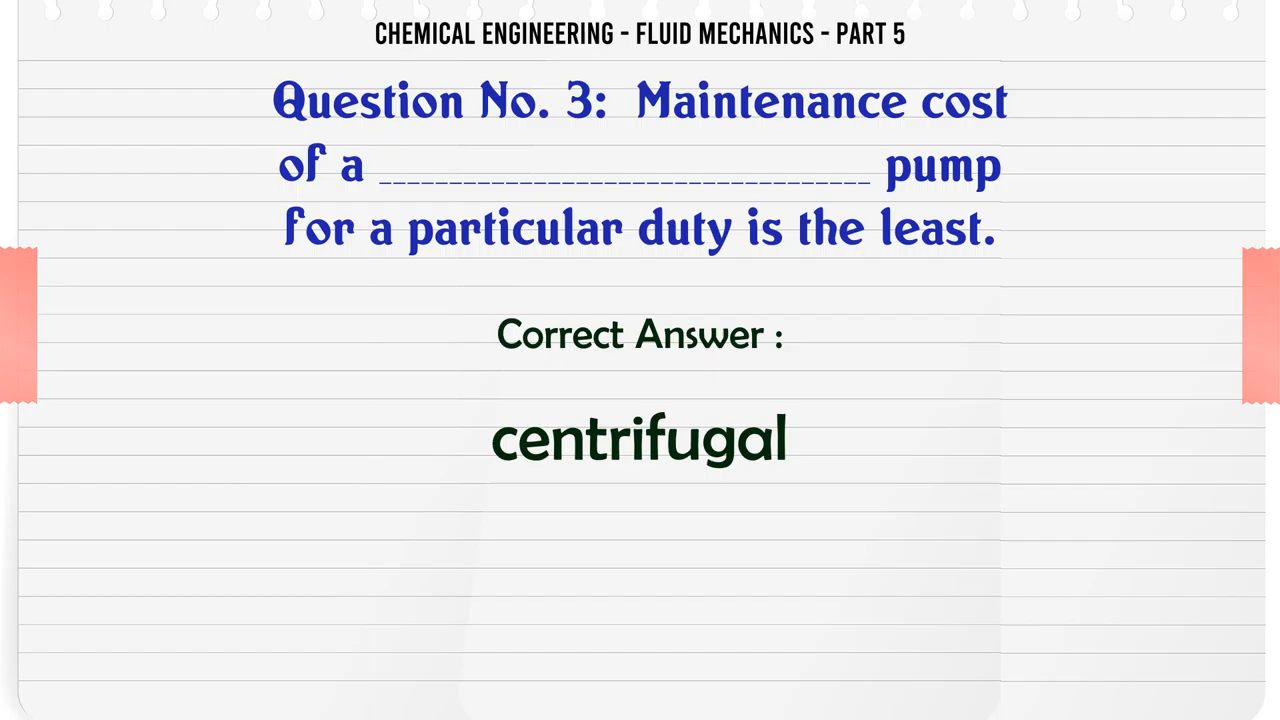 CHEMICAL ENGINEERING - FLUID MECHANICS - PART 5
Question No. 3: Maintenance cost
of a ___________________________________ pump
for a particular duty is the least.
Correct Answer :
centrifugal